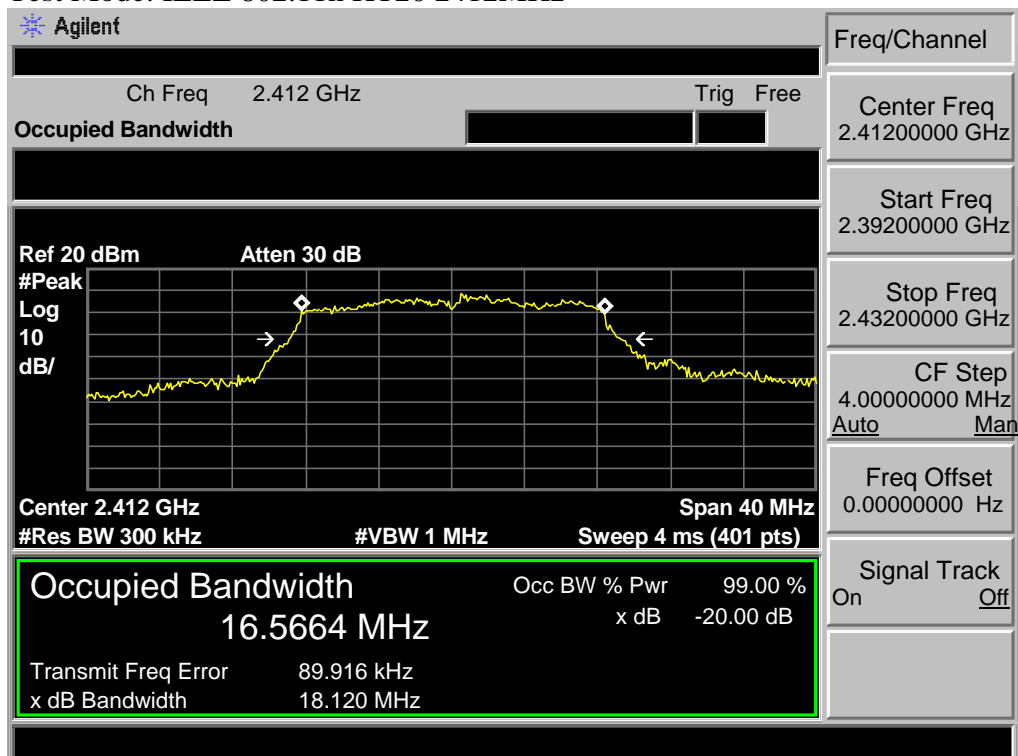 Agilent
Freq/Channel
Ch Freq 2.412 GHz Trig Free
Occupied Bandwidth
Center Freq
2.41200000 GHz
Start Freq
2.39200000 GHz
Ref 20 dBm Atten 30 dB
#Peak
Log
10
dB/
Stop Freq
2.43200000 GHz
CF Step
4.00000000 MHz
Auto Man
Center 2.412 GHz Span 40 MHz
#Res BW 300 kHz #VBW 1 MHz Sweep 4 ms (401 pts)
Freq Offset
0.00000000 Hz
Occupied Bandwidth Occ BW % Pwr 99.00 %
16.5664 MHz x dB -20.00 dB
Transmit Freq Error 89.916 kHz
x dB Bandwidth 18.120 MHz
Signal Track
On Off